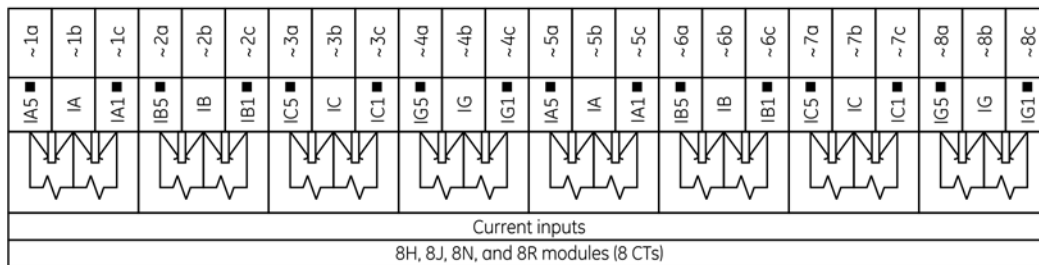 ~1a ~1b ~1c ~2a ~2b ~2c ~3a ~3b ~3c ~4a ~4b ~4c ~5a ~5b ~5c ~6a ~6b ~6c ~7a ~7b ~7c ~8a ~8b ~8c
IA5 IA IA1 IB5 IB IB1 IC5 IC IC1 IG5 IG IG1 IA5 IA IA1 IB5 IB IB1 IC5 IC IC1 IG5 IG IG1
Current inputs
8H, 8J, 8N, and 8R modules (8 CTs)